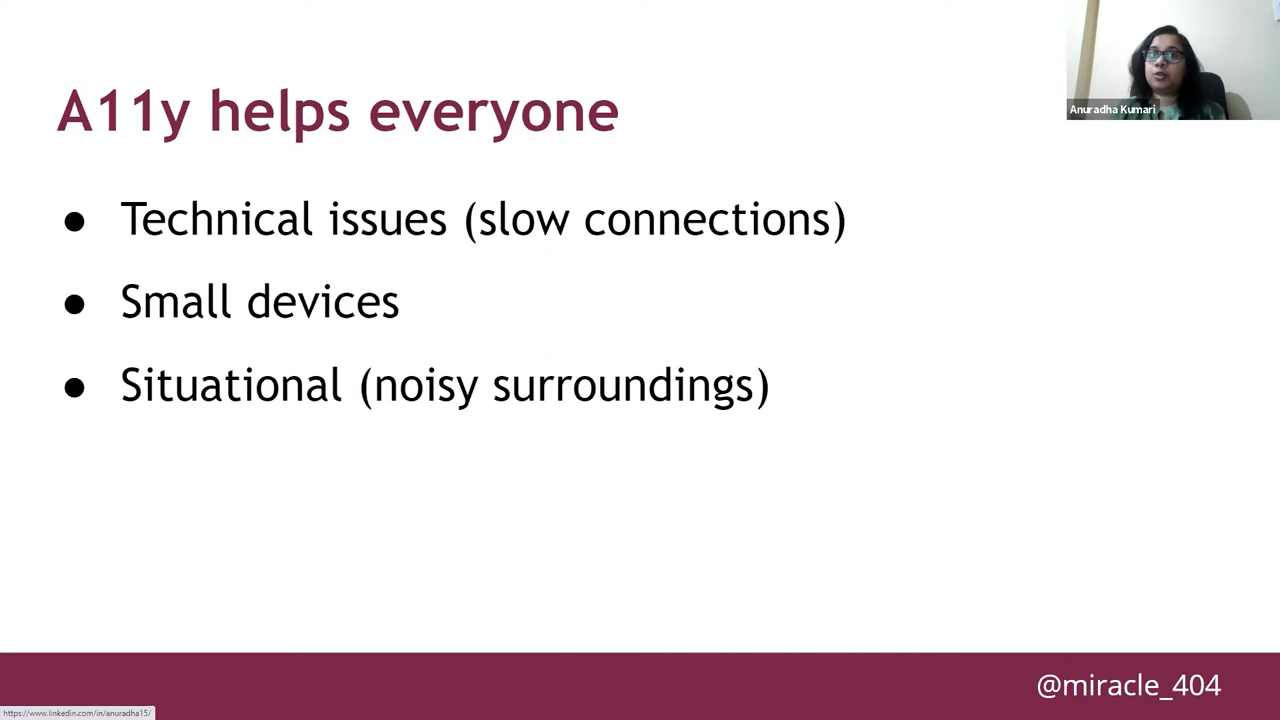 A11y helps everyone
● Technical issues (slow connections)
● Small devices
● Situational (noisy surroundings)
Anuradha Kumari
@miracle_404
https://www.linkedin.com/in/anuradha15/